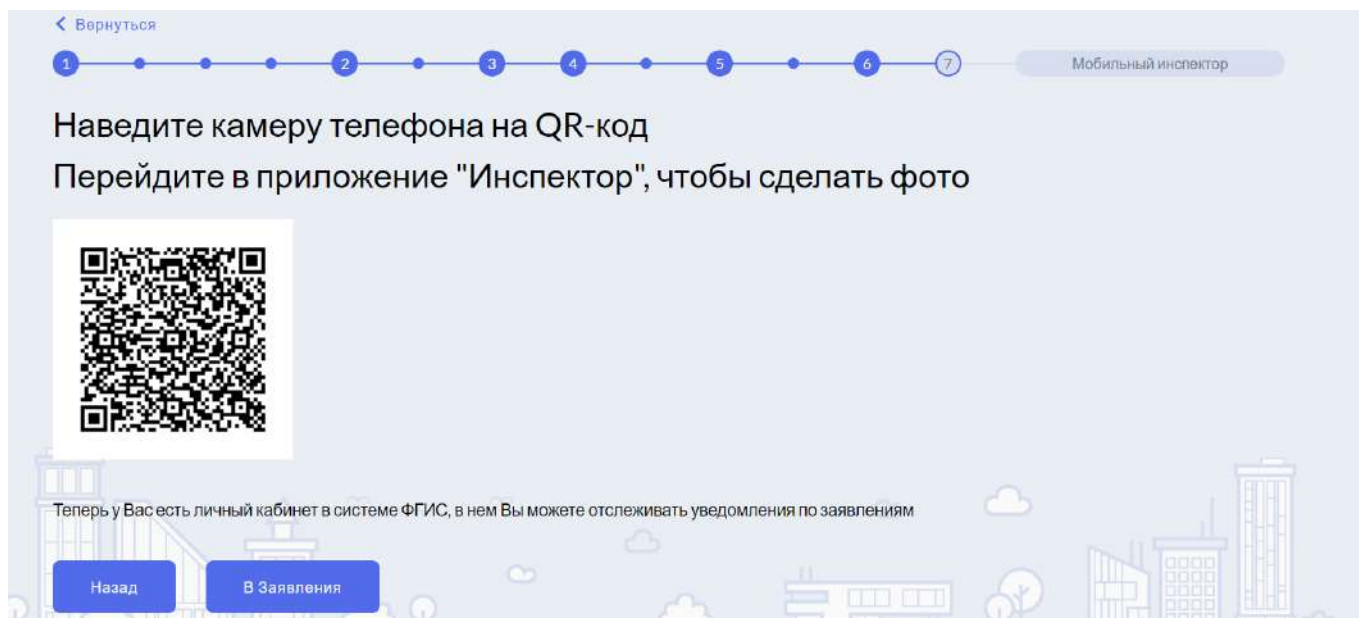 Вернуться
1 2 3 4 5 6 7 Мобильный инспектор
Наведите камеру телефона на QR-код
Перейдите в приложение "Инспектор", чтобы сделать фото
Теперь у Вас есть личный кабинет в системе ФГИС, в нем Вы можете отслеживать уведомления по заявлениям
Назад В Заявления